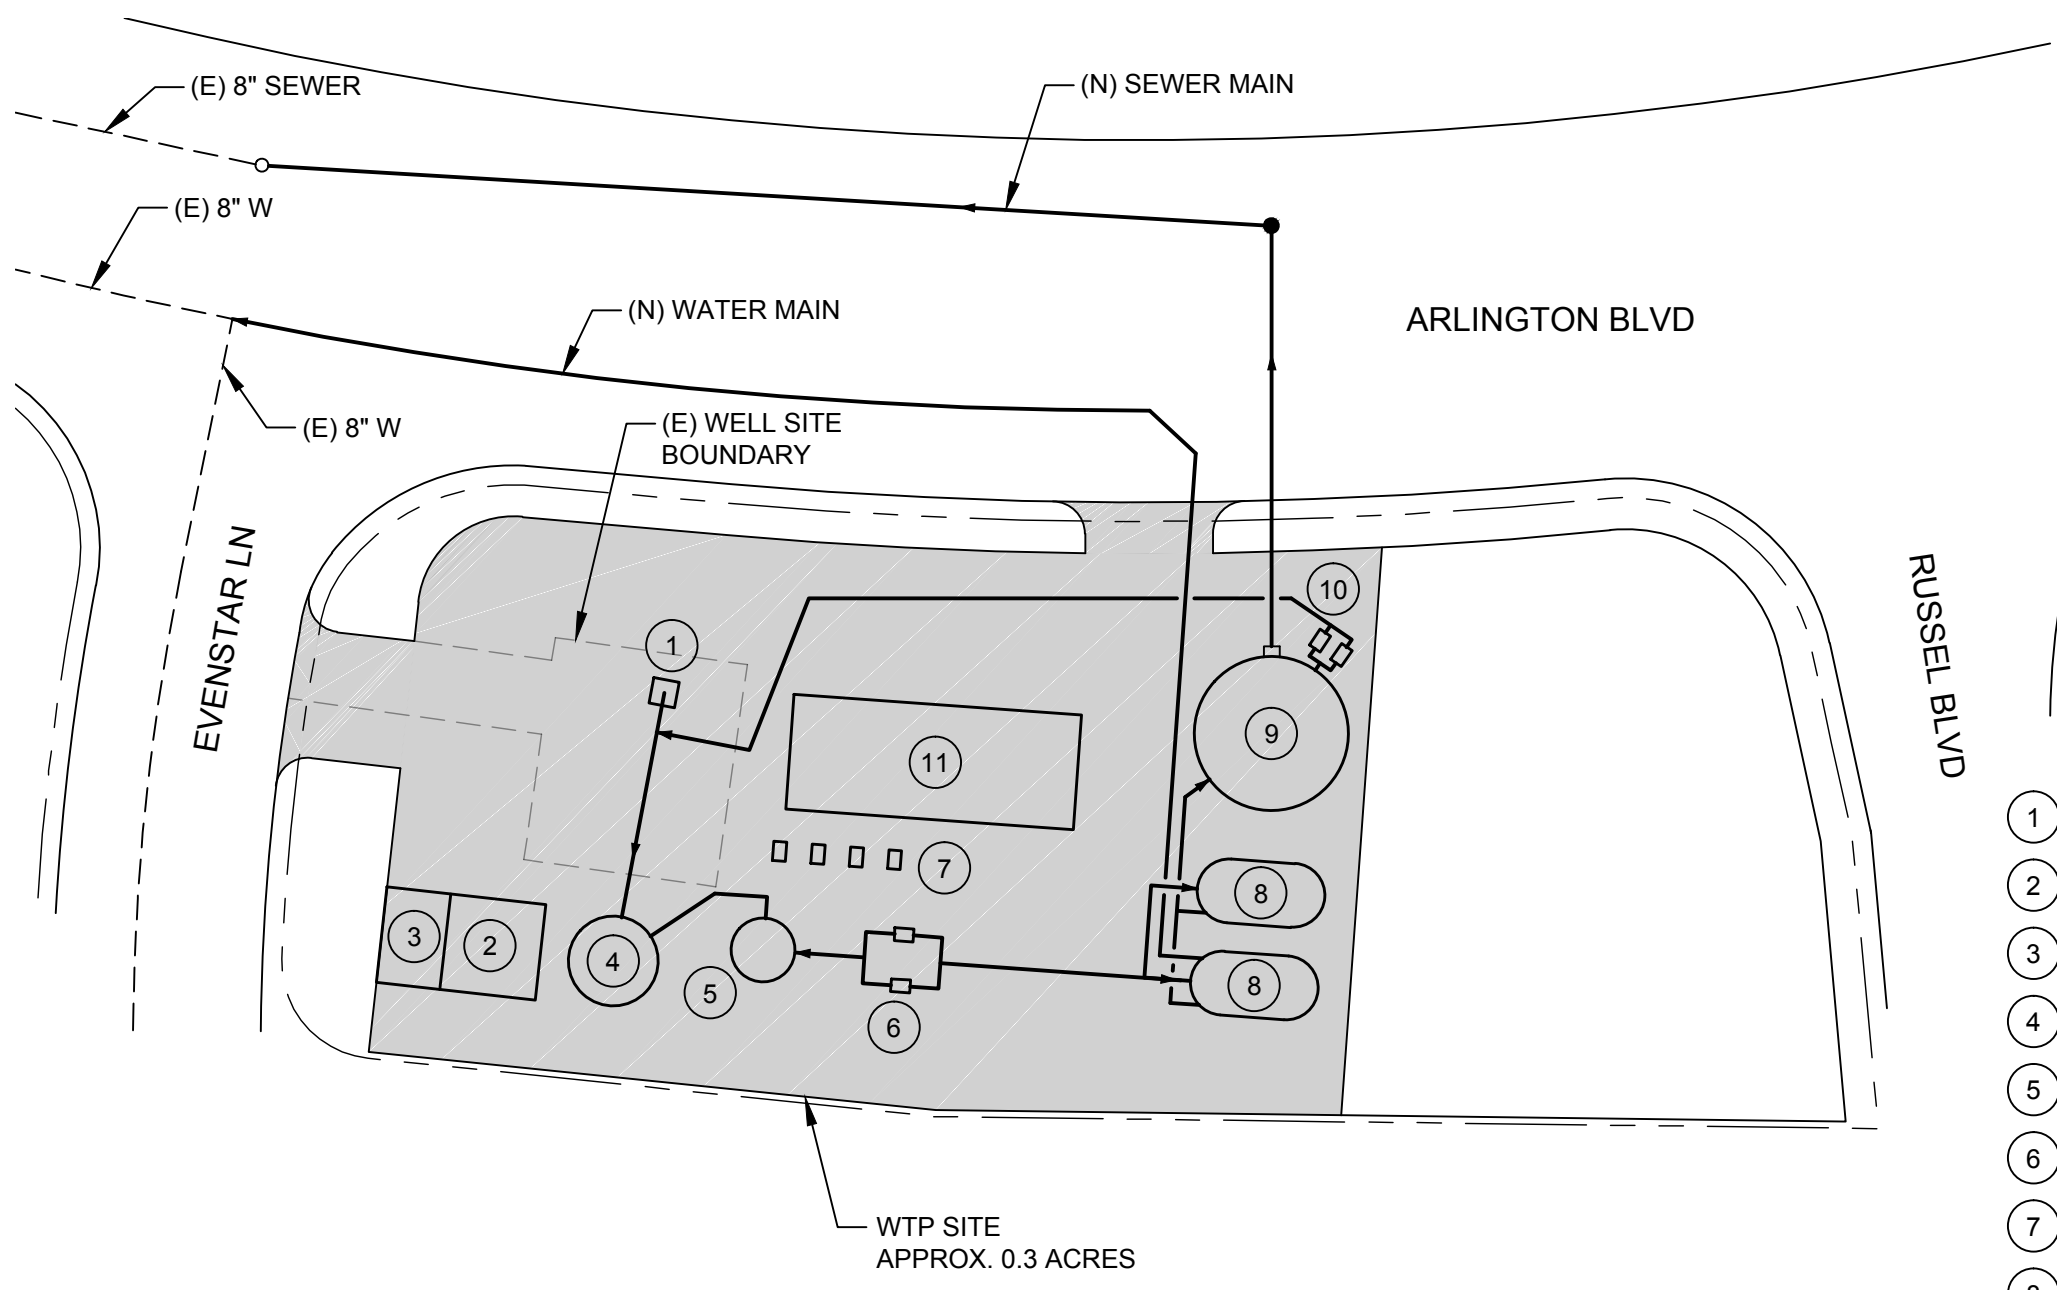 (E) 8" SEWER
(N) SEWER MAIN
(E) 8" W
(N) WATER MAIN
ARLINGTON BLVD
(E) 8" W
(E) WELL SITE
BOUNDARY
EVENSTAR LN
RUSSEL BLVD
10
1
9
11
7
8
3
2
4
5
8
6
1
2
3
4
5
6
7
WTP SITE
APPROX. 0.3 ACRES